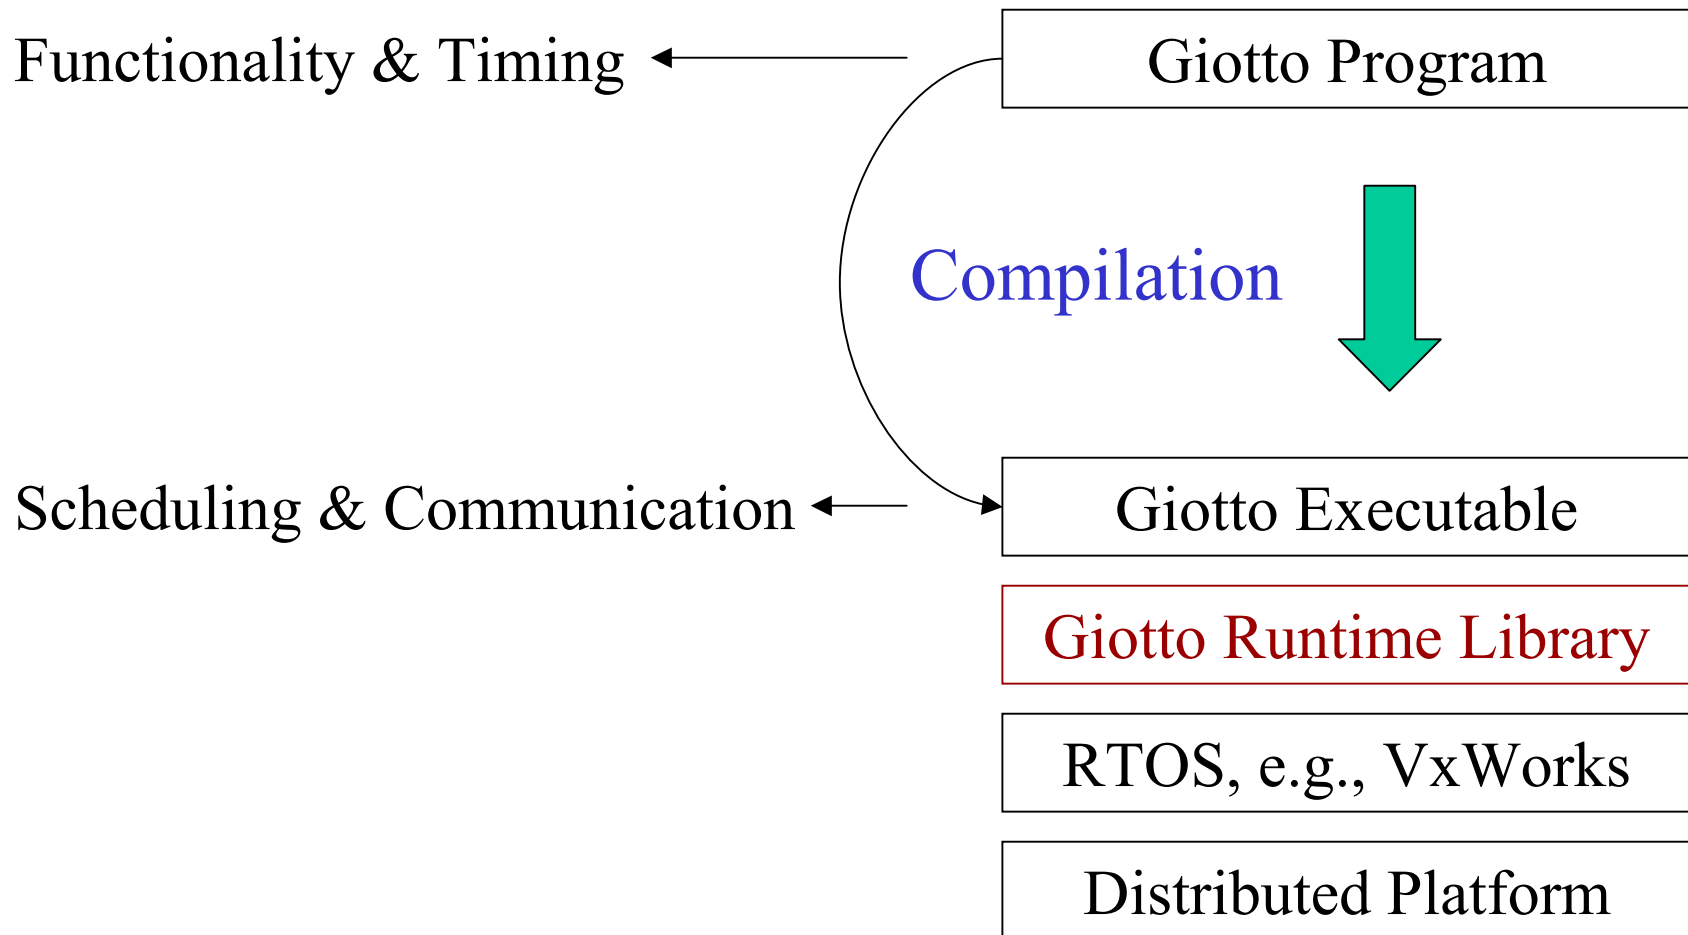 Functionality & Timing
Giotto Program
Compilation
Scheduling & Communication
Giotto Executable
Giotto Runtime Library
RTOS, e.g., VxWorks
Distributed Platform